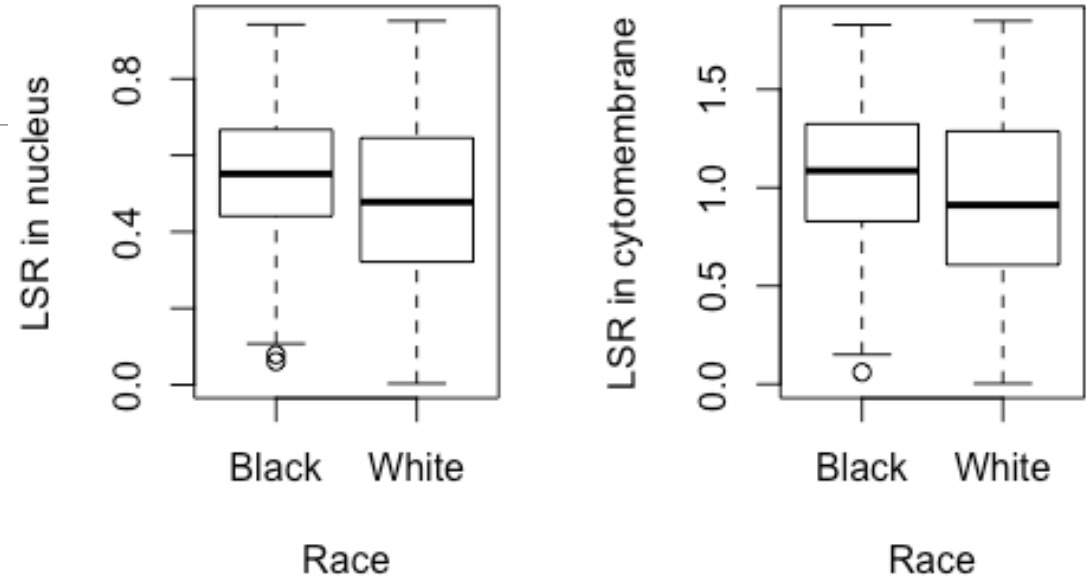 LSR in nucleus
0.8
0.4
0.0
Black White
Race
LSR in cytomembrane
1.5
1.0
0.5
0.0
Black White
Race